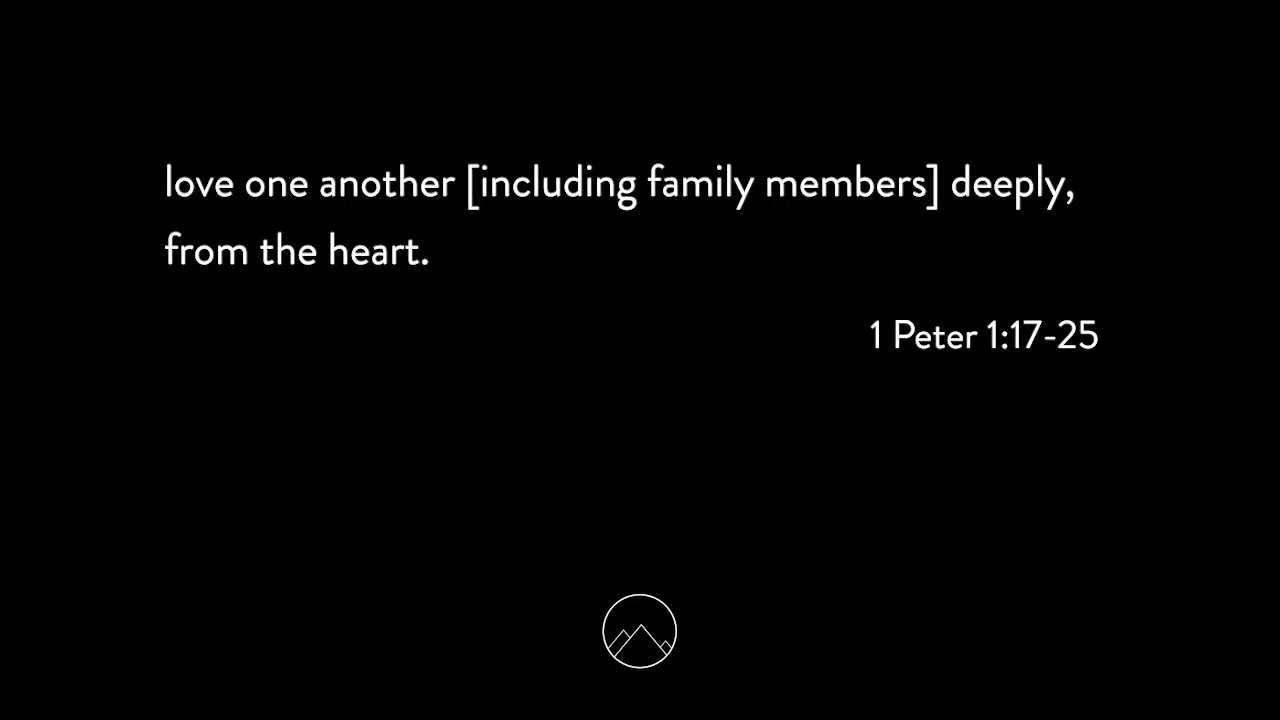 love one another [including family members] deeply,
from the heart.
1 Peter 1:17-25